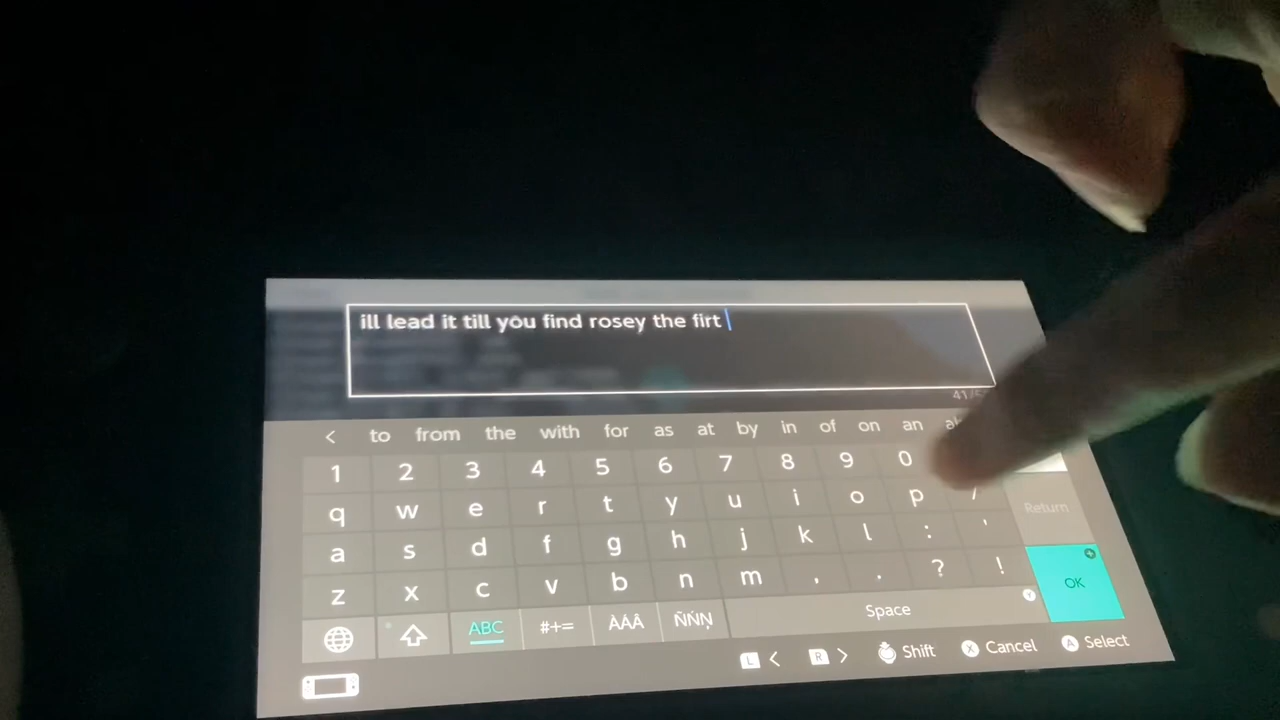 ill lead it till you find rosey the firt
< to from the with for as at by in of on an
1 2 3 4 5 6 7 8 9 0
q w e r t y u i o p / Return
a s d f g h j k l : '
z x c v b n m , . ? ! OK
ABC #+= ÀÁÂ ÑŃŅ Space Y
L < R > Shift X Cancel A Select